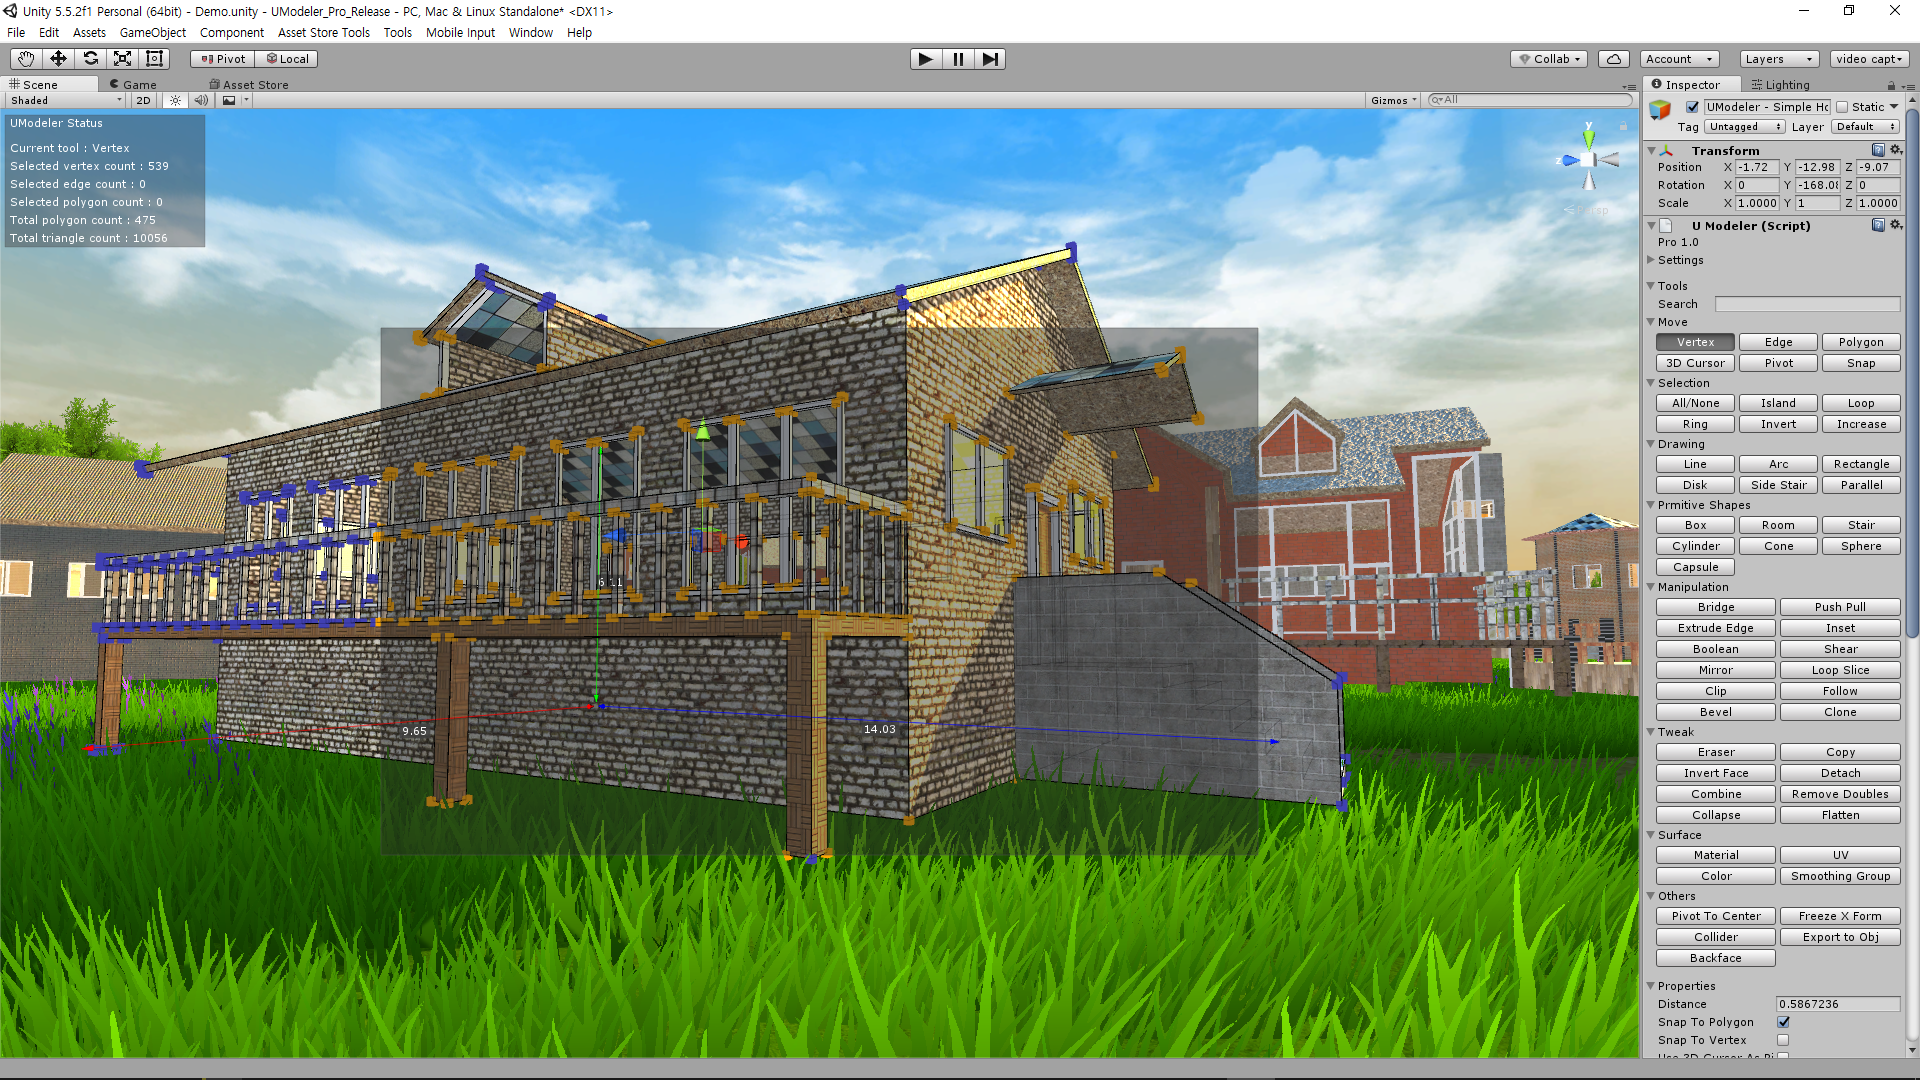 Unity 5.5.2f1 Personal (64bit) - Demo.unity - UModeler_Pro_Release - PC, Mac & Linux Standalone* <DX11>
File Edit Assets GameObject Component Asset Store Tools Tools Mobile Input Window Help
Pivot Local Collab Account Layers video capt
Scene Game Asset Store
Shaded 2D Gizmos All
UModeler Status
Current tool : Vertex
Selected vertex count : 539
Selected edge count : 0
Selected polygon count : 0
Total polygon count : 475
Total triangle count : 10056
y
z
Persp
9.65
14.03
Inspector Lighting
UModeler - Simple Ho Static
Tag Untagged Layer Default
Transform
Position X -1.72 Y -12.98 Z -9.07
Rotation X 0 Y -168.08 Z 0
Scale X 1.0000 Y 1 Z 1.0000
U Modeler (Script)
Pro 1.0
Settings
Tools
Search
Move
Vertex Edge Polygon
3D Cursor Pivot Snap
Selection
All/None Island Loop
Ring Invert Increase
Drawing
Line Arc Rectangle
Disk Side Stair Parallel
Prmitive Shapes
Box Room Stair
Cylinder Cone Sphere
Capsule
Manipulation
Bridge Push Pull
Extrude Edge Inset
Boolean Shear
Mirror Loop Slice
Clip Follow
Bevel Clone
Tweak
Eraser Copy
Invert Face Detach
Combine Remove Doubles
Collapse Flatten
Surface
Material UV
Color Smoothing Group
Others
Pivot To Center Freeze X Form
Collider Export to Obj
Backface
Properties
Distance 0.5867236
Snap To Polygon
Snap To Vertex